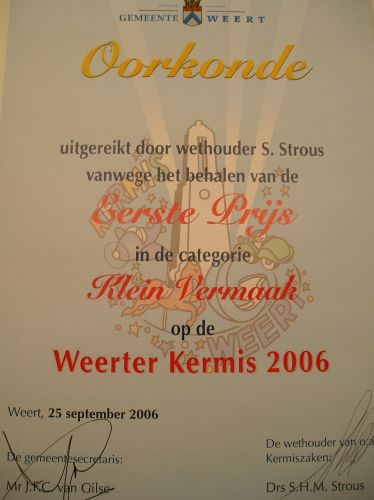 GEMEENTE WEERT
Oorkonde
uitgereikt door wethouder S. Strous
vanwege het behalen van de
Eerste Prijs
in de categorie
Klein Vermaak
op de
Weerter Kermis 2006
KERMIS
WEERT
Weert, 25 september 2006
De gemeentesecretaris:
Mr J.F.C. van Gilse
De wethouder van o.a.
Kermiszaken:
Drs S.H.M. Strous